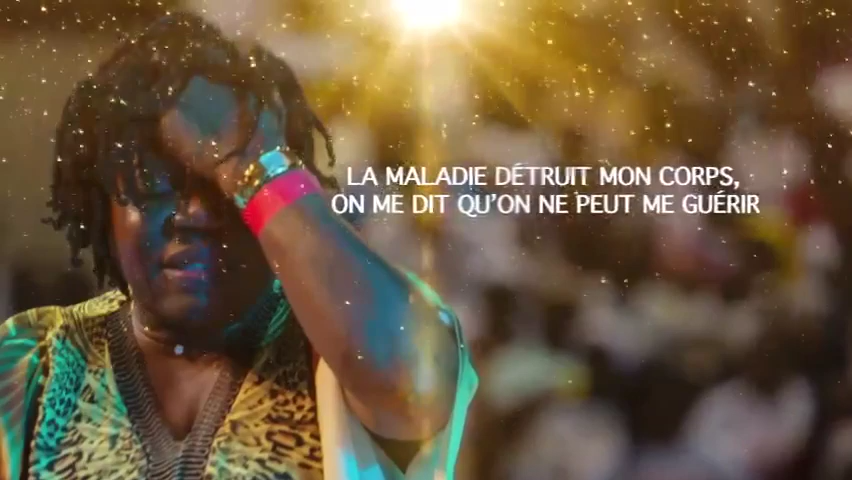 LA MALADIE DÉTRUIT MON CORPS,
ON ME DIT QU'ON NE PEUT ME GUÉRIR